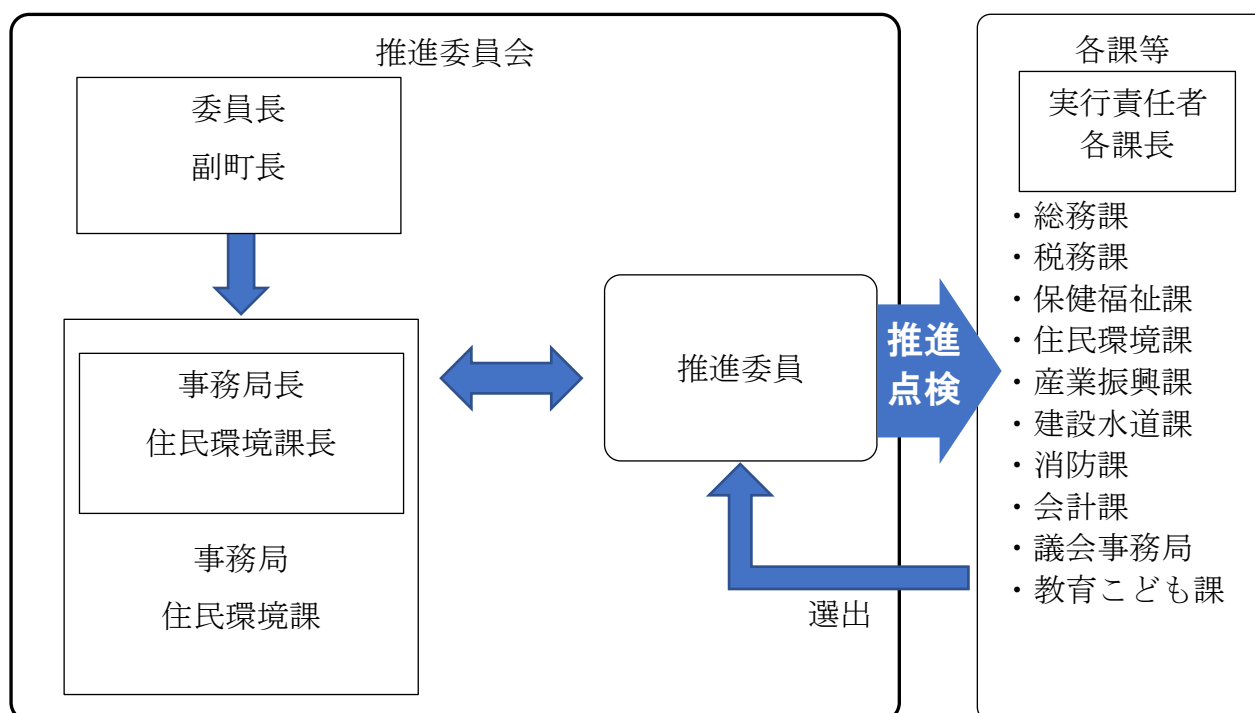 推進委員会
委員長
副町長
事務局長
住民環境課長
事務局
住民環境課
推進委員
推進
点検
選出
各課等
実行責任者
各課長
・総務課
・税務課
・保健福祉課
・住民環境課
・産業振興課
・建設水道課
・消防課
・会計課
・議会事務局
・教育こども課